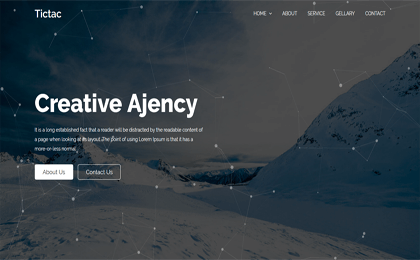 Tictac
HOME ABOUT SERVICE GELLARY CONTACT
Creative Ajency
It is a long established fact that a reader will be distracted by the readable content of
a page when looking at its layout The point of using Lorem Ipsum is that it has a
more-or-less normal
About Us Contact Us